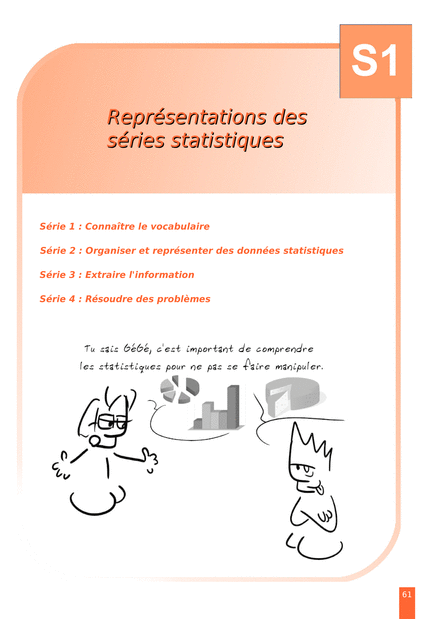 S1
Représentations des
séries statistiques
Série 1 : Connaître le vocabulaire
Série 2 : Organiser et représenter des données statistiques
Série 3 : Extraire l'information
Série 4 : Résoudre des problèmes
Tu sais GéGé, c'est important de comprendre
les statistiques pour ne pas se faire manipuler.
61